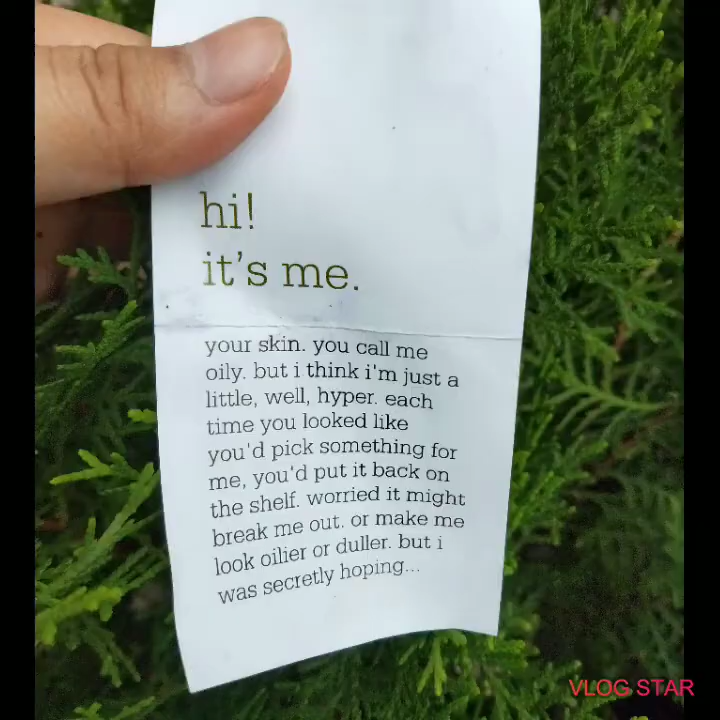 hi!
it's me.
your skin. you call me
oily. but i think i'm just a
little, well, hyper. each
time you looked like
you'd pick something for
me, you'd put it back on
the shelf. worried it might
break me out. or make me
look oilier or duller. but i
was secretly hoping...
VLOG STAR